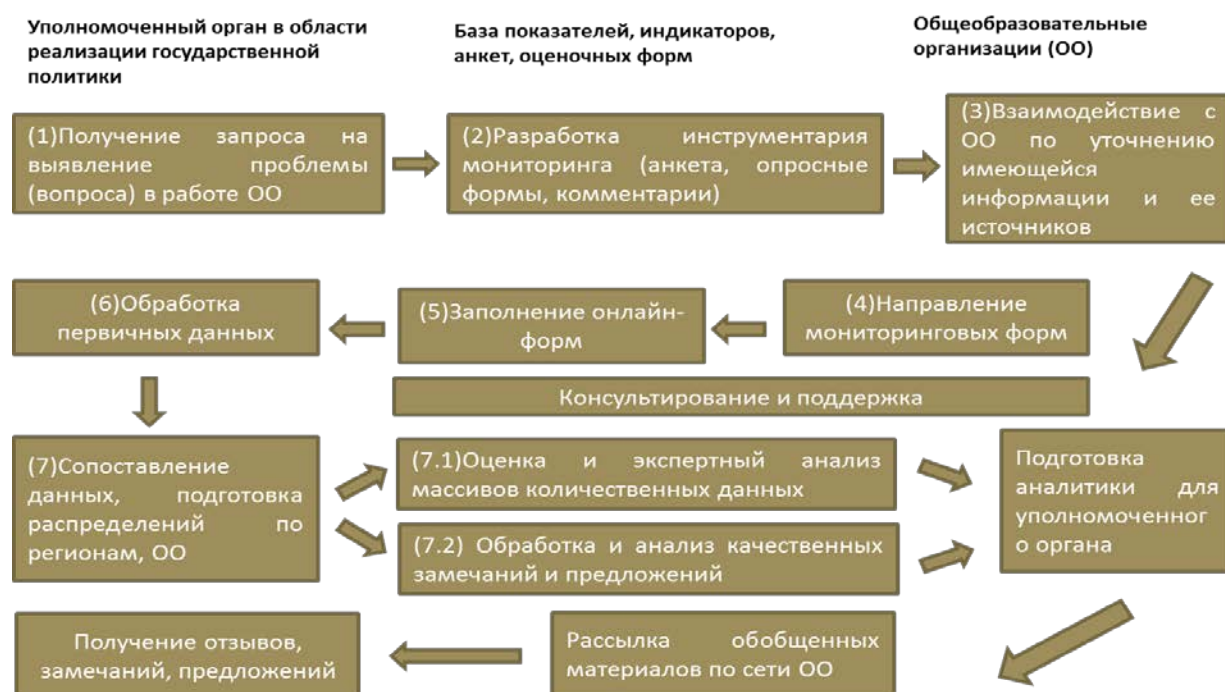 Уполномоченный орган в области
реализации государственной
политики
База показателей, индикаторов,
анкет, оценочных форм
Общеобразовательные
организации (ОО)
(1)Получение запроса на
выявление проблемы
(вопроса) в работе ОО
(2)Разработка инструментария
мониторинга (анкета, опросные
формы, комментарии)
(3)Взаимодействие с
ОО по уточнению
имеющейся
информации и ее
источников
(6)Обработка
первичных данных
(5)Заполнение онлайн-
форм
(4)Направление
мониторинговых форм
Консультирование и поддержка
(7)Сопоставление
данных, подготовка
распределений по
регионам, ОО
(7.1)Оценка и экспертный анализ
массивов количественных данных
(7.2) Обработка и анализ качественных
замечаний и предложений
Подготовка
аналитики для
уполномоченног
о органа
Получение отзывов,
замечаний, предложений
Рассылка обобщенных
материалов по сети ОО